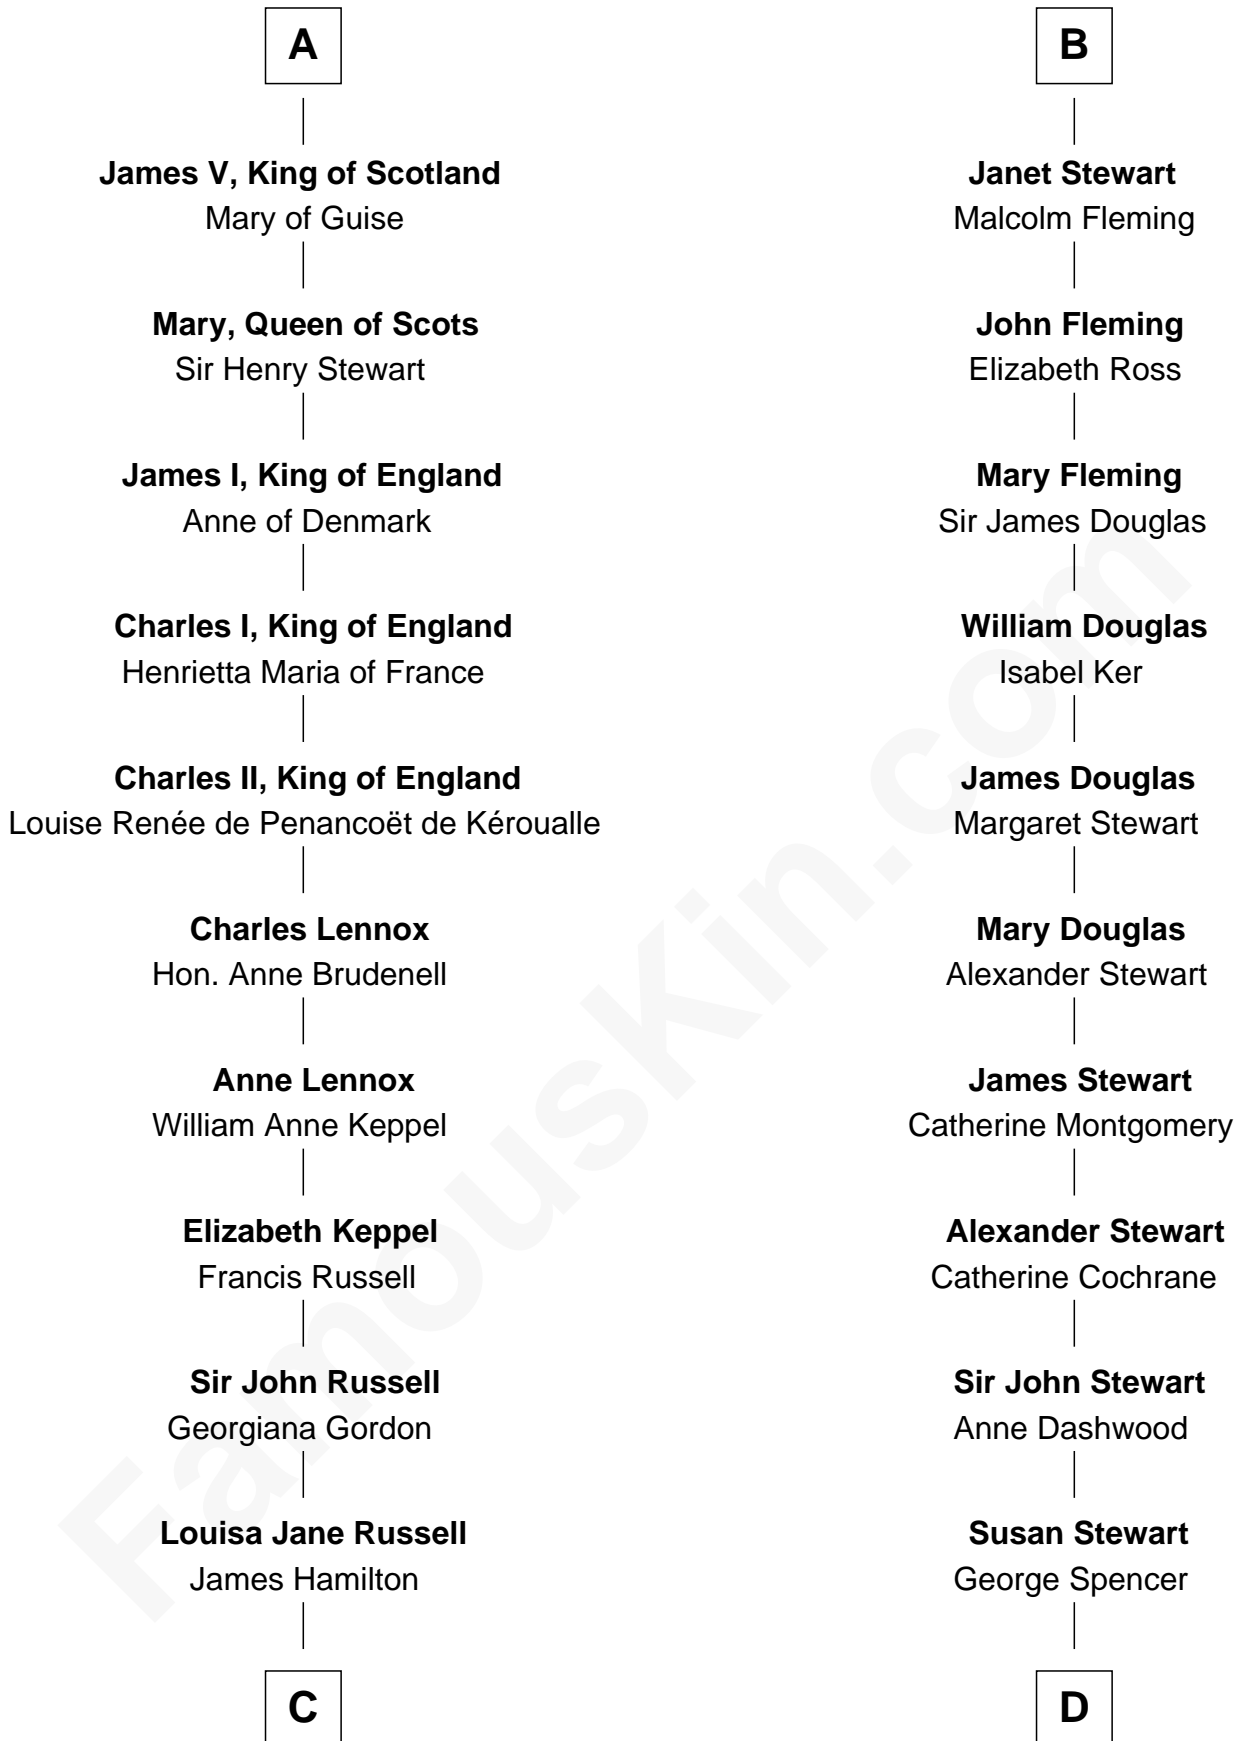 A
James V, King of Scotland
Mary of Guise
Mary, Queen of Scots
Sir Henry Stewart
James I, King of England
Anne of Denmark
Charles I, King of England
Henrietta Maria of France
Charles II, King of England
Louise Renée de Penancoët de Kéroualle
Charles Lennox
Hon. Anne Brudenell
Anne Lennox
William Anne Keppel
Elizabeth Keppel
Francis Russell
Sir John Russell
Georgiana Gordon
Louisa Jane Russell
James Hamilton
C
B
Janet Stewart
Malcolm Fleming
John Fleming
Elizabeth Ross
Mary Fleming
Sir James Douglas
William Douglas
Isabel Ker
James Douglas
Margaret Stewart
Mary Douglas
Alexander Stewart
James Stewart
Catherine Montgomery
Alexander Stewart
Catherine Cochrane
Sir John Stewart
Anne Dashwood
Susan Stewart
George Spencer
D
FamousKin.com